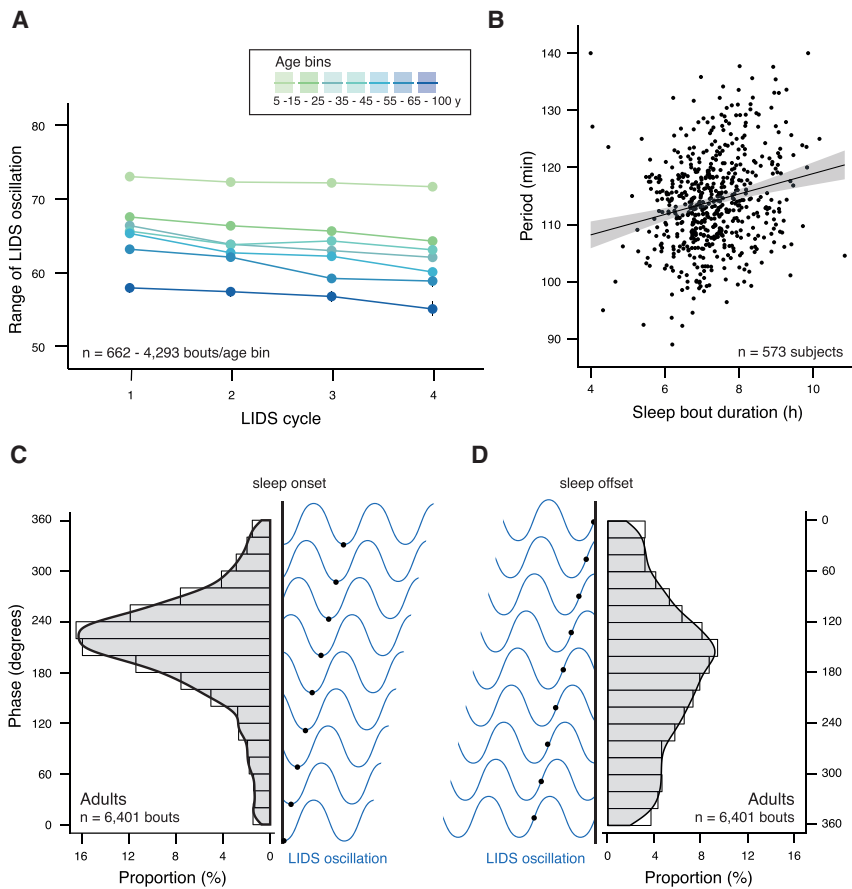 A
Age bins
5 -15 - 25 - 35 - 45 - 55 - 65 - 100 y
Range of LIDS oscillation
80
70
60
50
n = 662 - 4,293 bouts/age bin
1 2 3 4
LIDS cycle
B
Period (min)
140
130
120
110
100
90
n = 573 subjects
4 6 8 10
Sleep bout duration (h)
C
sleep onset
Phase (degrees)
360
300
240
180
120
60
0
Adults
n = 6,401 bouts
16 12 8 4 0
Proportion (%)
LIDS oscillation
D
sleep offset
0
60
120
180
240
300
360
Adults
n = 6,401 bouts
LIDS oscillation
0 4 8 12 16
Proportion (%)